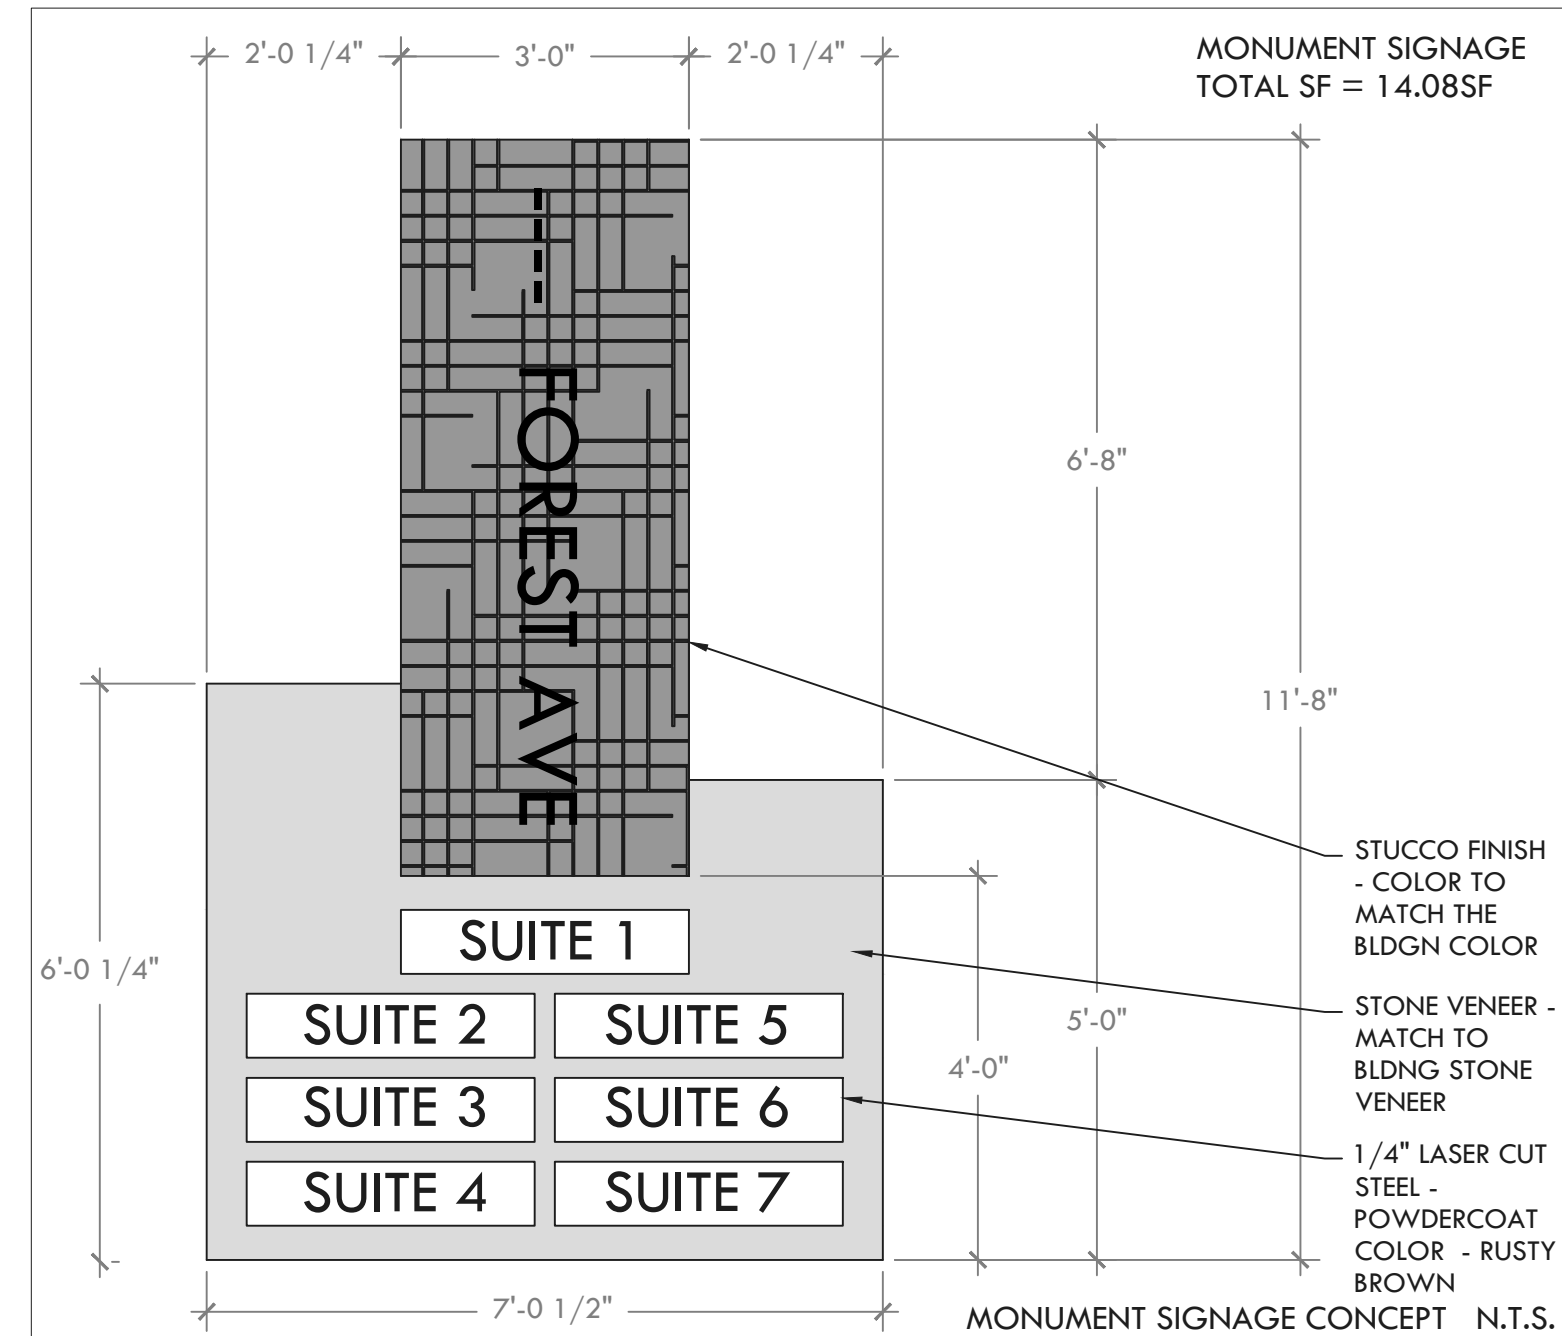 2'-0 1/4" 3'-0" 2'-0 1/4"
MONUMENT SIGNAGE
TOTAL SF = 14.08SF
---- FOREST AVE
6'-8"
11'-8"
6'-0 1/4"
5'-0"
4'-0"
SUITE 1
SUITE 2 SUITE 5
SUITE 3 SUITE 6
SUITE 4 SUITE 7
STUCCO FINISH
- COLOR TO
MATCH THE
BLDGN COLOR
STONE VENEER -
MATCH TO
BLDNG STONE
VENEER
1/4" LASER CUT
STEEL -
POWDERCOAT
COLOR - RUSTY
BROWN
-
7'-0 1/2"
MONUMENT SIGNAGE CONCEPT N.T.S.